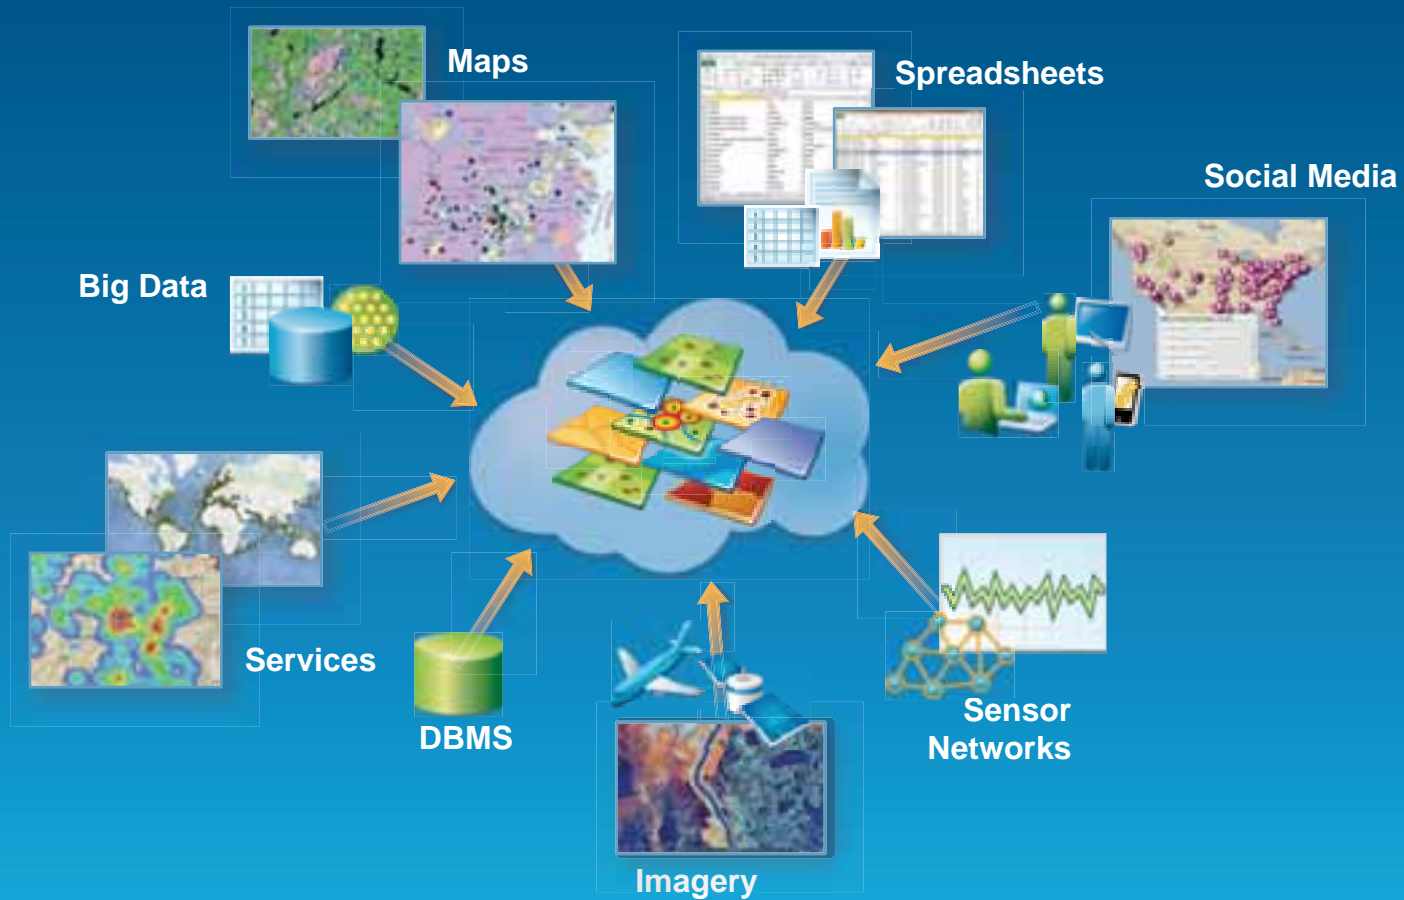 Maps
Spreadsheets
Social Media
Big Data
Services
DBMS
Sensor
Networks
Imagery